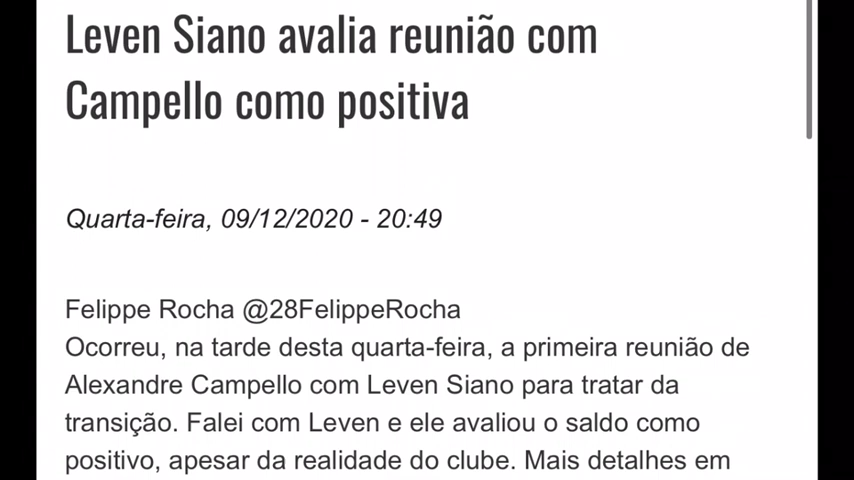 Leven Siano avalia reunião com
Campello como positiva
Quarta-feira, 09/12/2020 - 20:49
Felippe Rocha @28FelippeRocha
Ocorreu, na tarde desta quarta-feira, a primeira reunião de
Alexandre Campello com Leven Siano para tratar da
transição. Falei com Leven e ele avaliou o saldo como
positivo, apesar da realidade do clube. Mais detalhes em